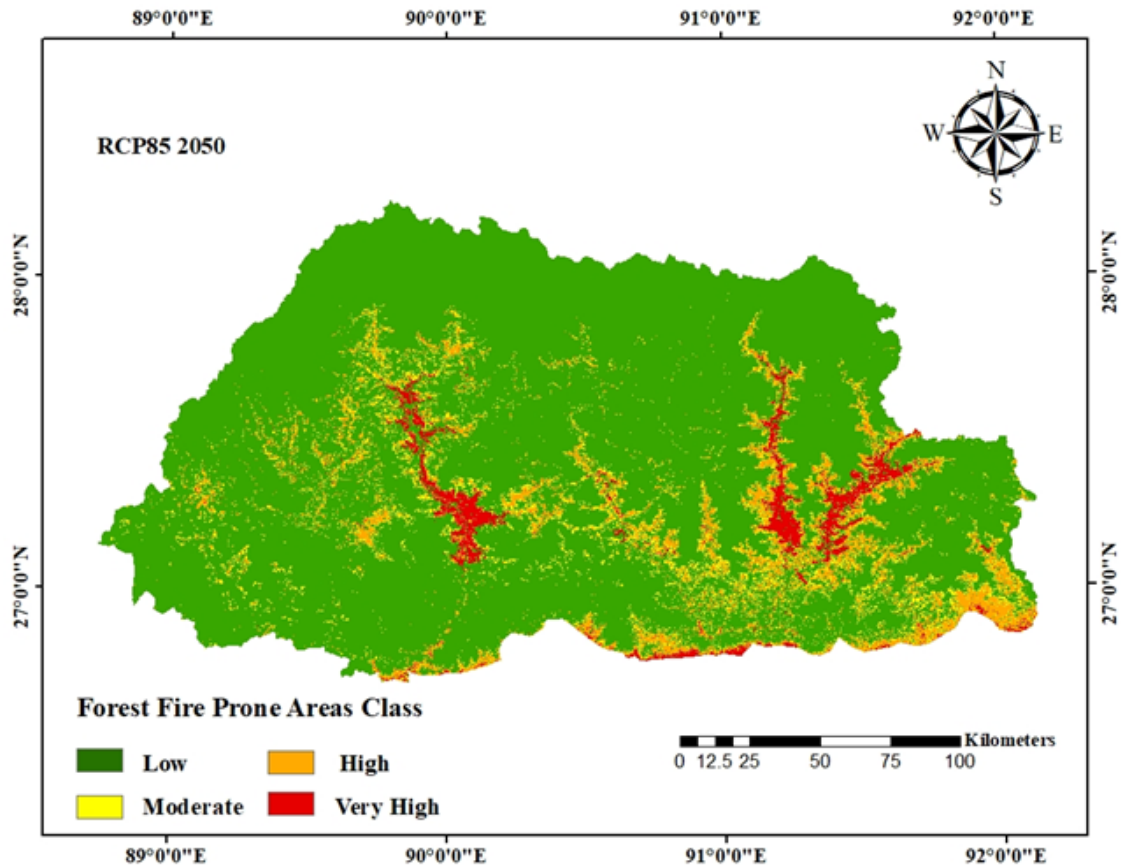 89°0'0"E 90°0'0"E 91°0'0"E 92°0'0"E
N
W E
S
RCP85 2050
28°0'0"N 28°0'0"N
27°0'0"N 27°0'0"N
Forest Fire Prone Areas Class
Low High
Moderate Very High
Kilometers
0 12.5 25 50 75 100
89°0'0"E 90°0'0"E 91°0'0"E 92°0'0"E